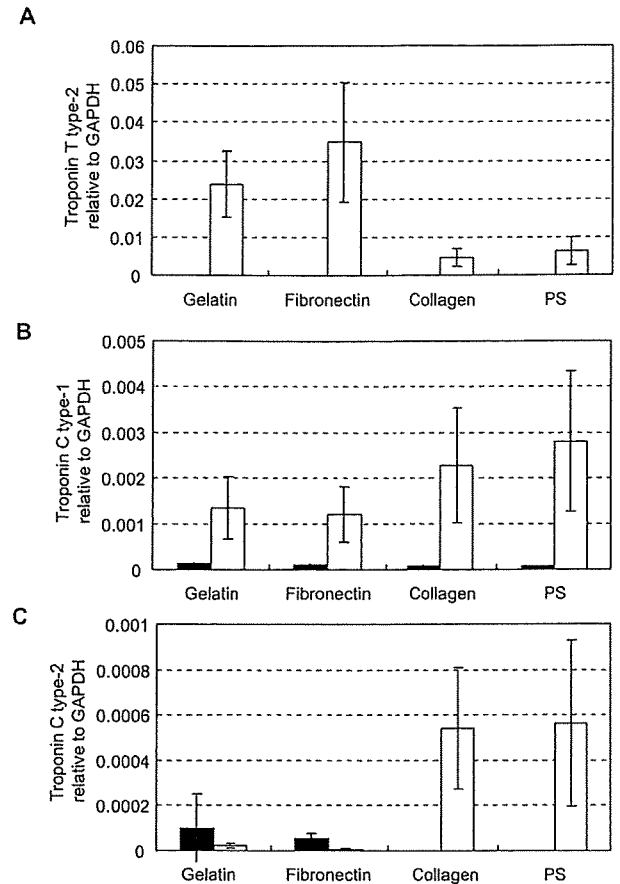 A
Troponin T type-2
relative to GAPDH
0.06
0.05
0.04
0.03
0.02
0.01
0
Gelatin Fibronectin Collagen PS
B
Troponin C type-1
relative to GAPDH
0.005
0.004
0.003
0.002
0.001
0
Gelatin Fibronectin Collagen PS
C
Troponin C type-2
relative to GAPDH
0.001
0.0008
0.0006
0.0004
0.0002
0
Gelatin Fibronectin Collagen PS